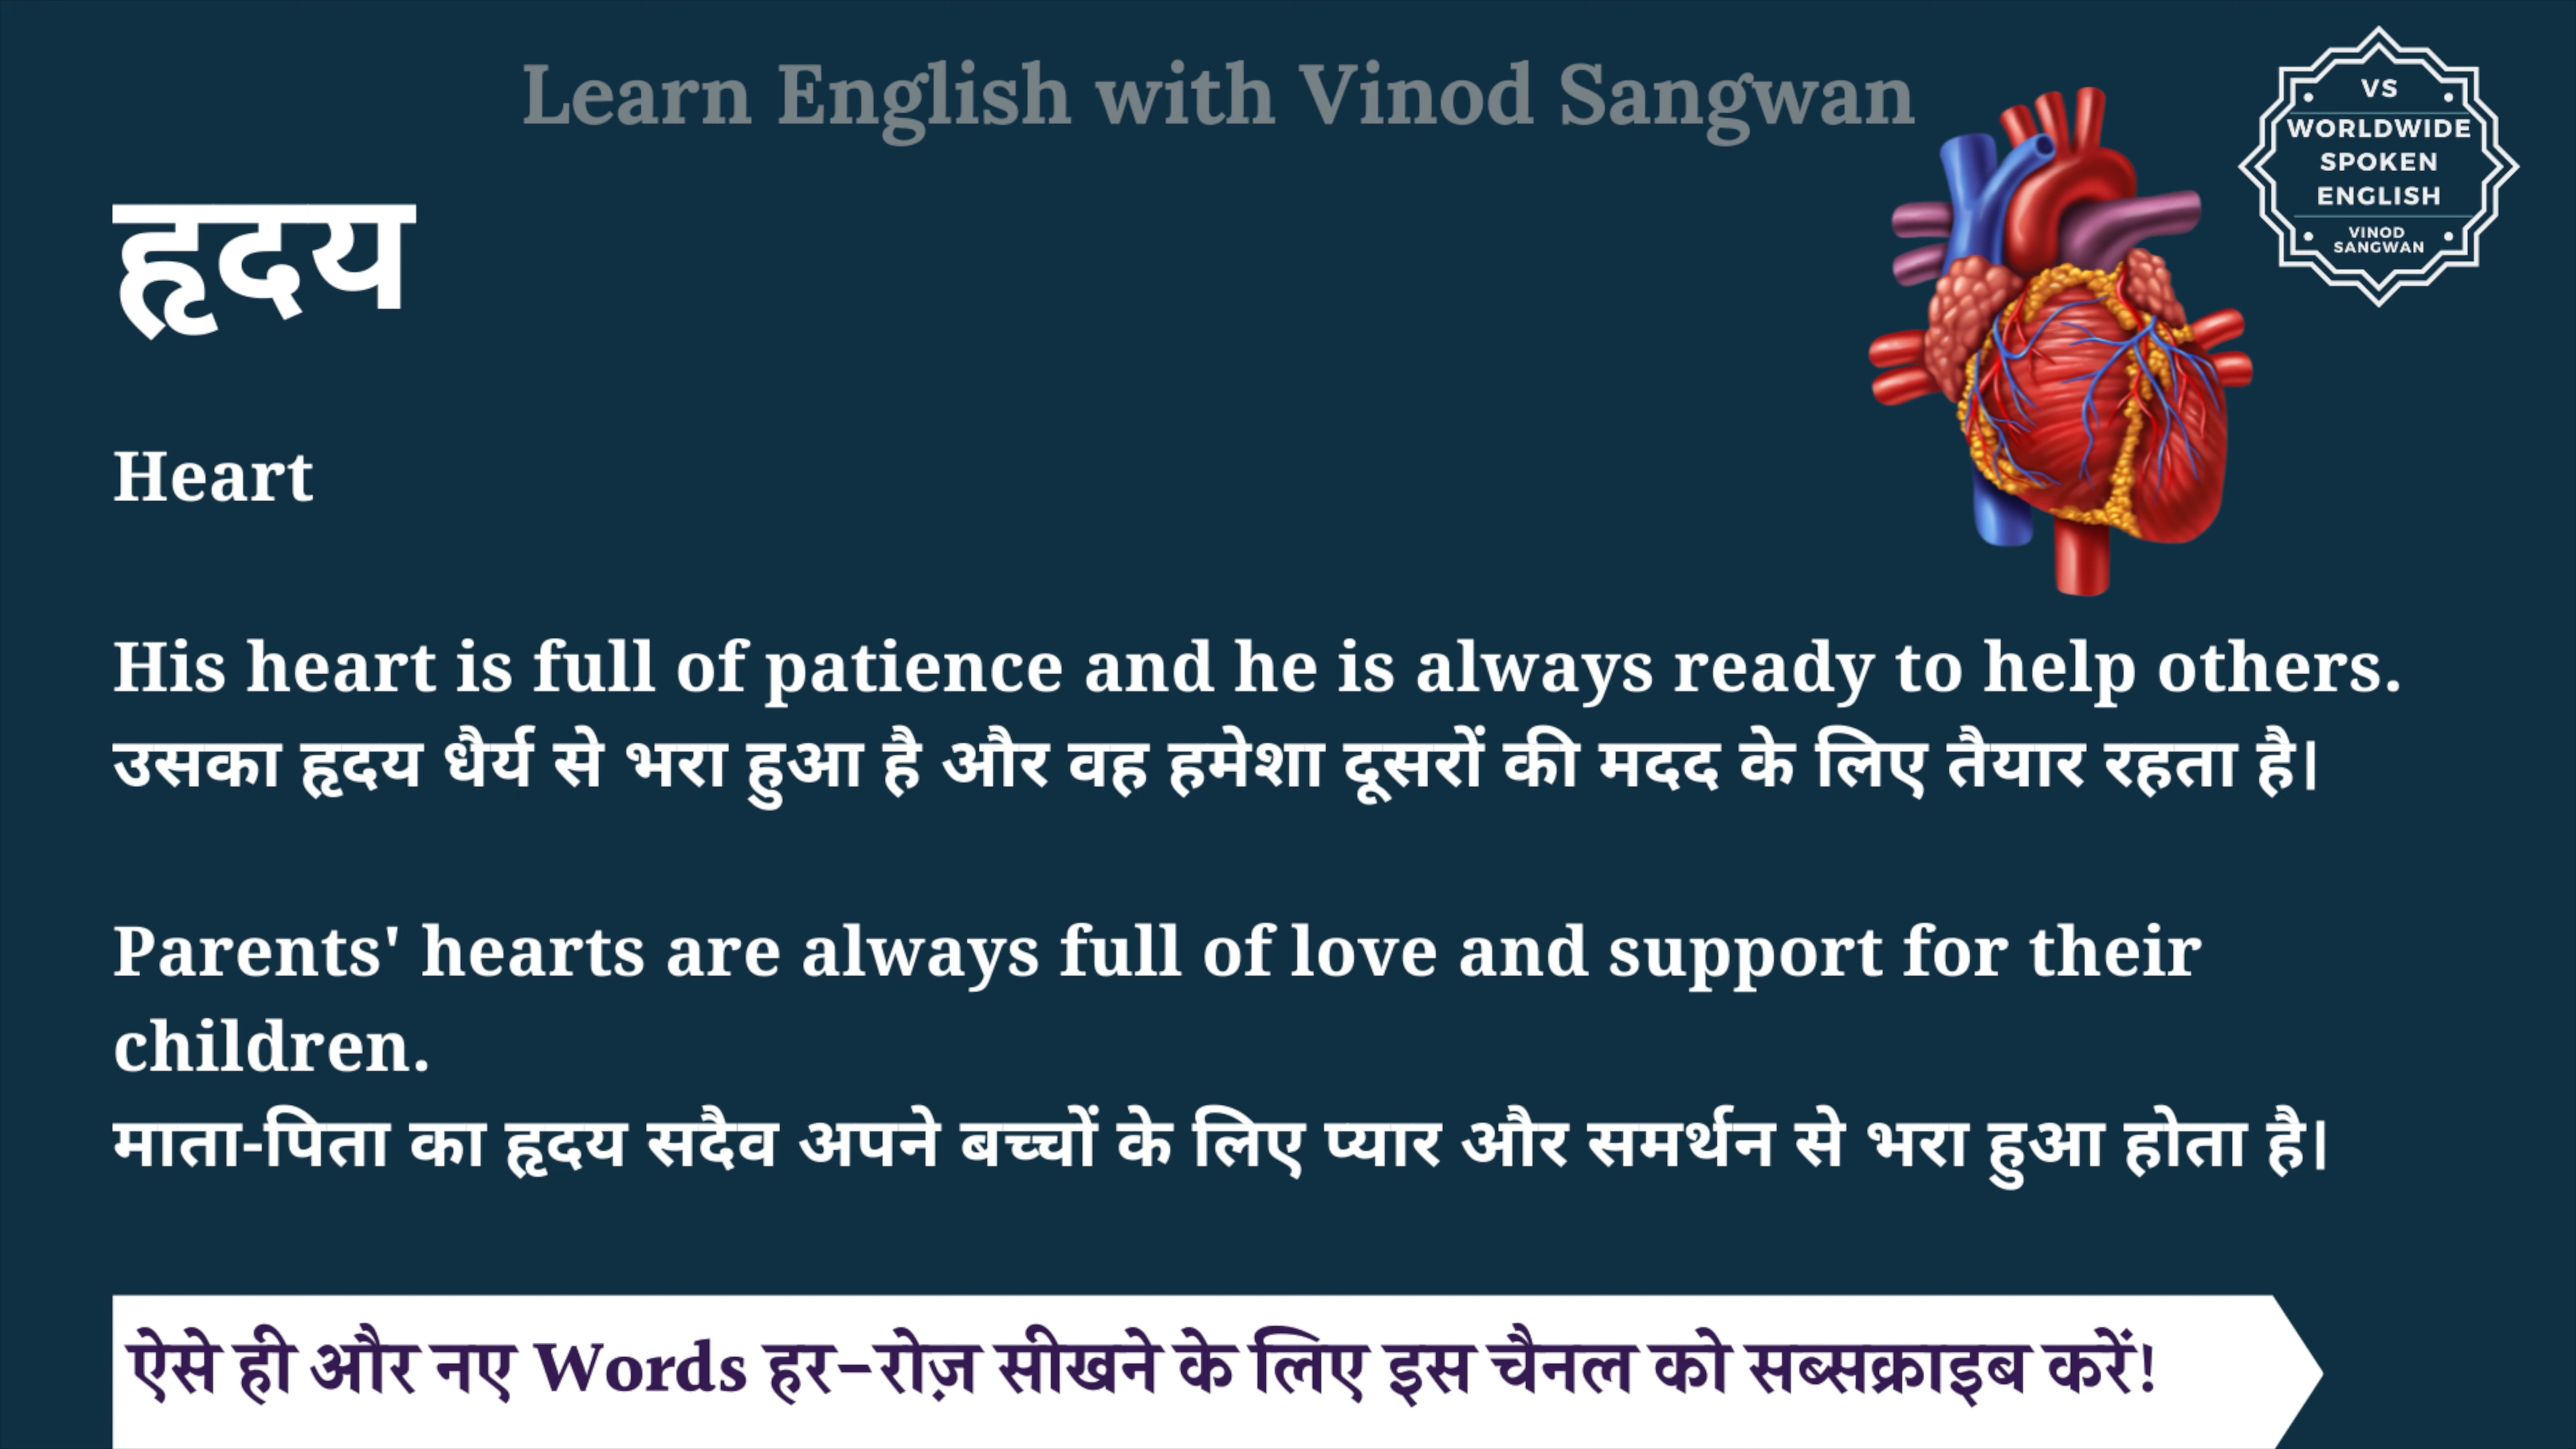 Learn English with Vinod Sangwan
VS
WORLDWIDE
SPOKEN
ENGLISH
VINOD
SANGWAN
हृदय
Heart
His heart is full of patience and he is always ready to help others.
उसका हृदय धैर्य से भरा हुआ है और वह हमेशा दूसरों की मदद के लिए तैयार रहता है।
Parents' hearts are always full of love and support for their
children.
माता-पिता का हृदय सदैव अपने बच्चों के लिए प्यार और समर्थन से भरा हुआ होता है।
ऐसे ही और नए Words हर–रोज़ सीखने के लिए इस चैनल को सब्सक्राइब करें!